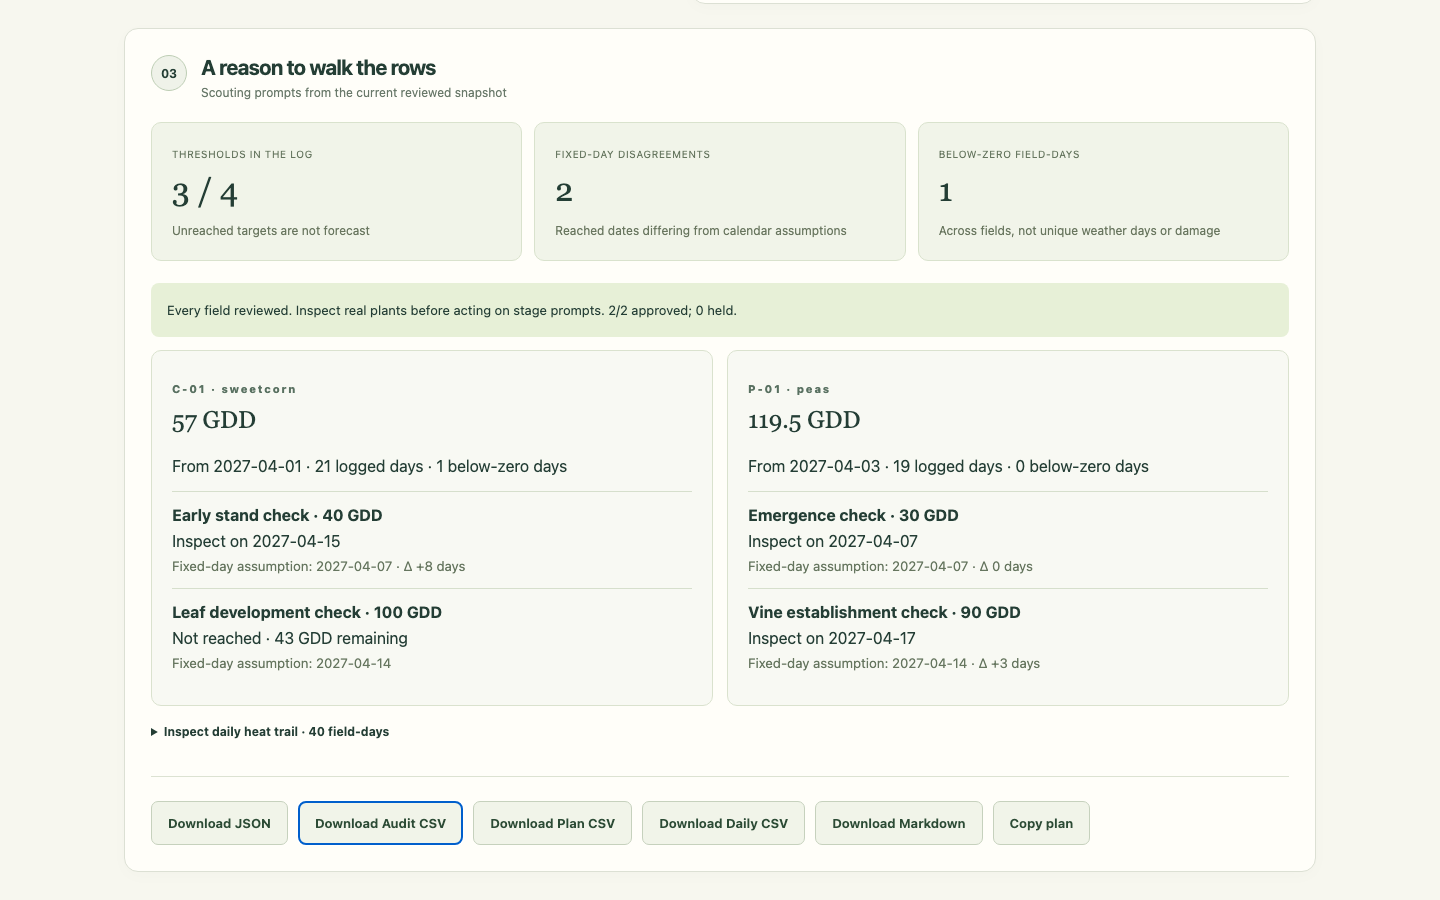 03
A reason to walk the rows
Scouting prompts from the current reviewed snapshot
THRESHOLDS IN THE LOG
3 / 4
Unreached targets are not forecast
FIXED-DAY DISAGREEMENTS
2
Reached dates differing from calendar assumptions
BELOW-ZERO FIELD-DAYS
1
Across fields, not unique weather days or damage
Every field reviewed. Inspect real plants before acting on stage prompts. 2/2 approved; 0 held.
C-01 · sweetcorn
57 GDD
From 2027-04-01 · 21 logged days · 1 below-zero days
Early stand check · 40 GDD
Inspect on 2027-04-15
Fixed-day assumption: 2027-04-07 · Δ +8 days
Leaf development check · 100 GDD
Not reached · 43 GDD remaining
Fixed-day assumption: 2027-04-14
P-01 · peas
119.5 GDD
From 2027-04-03 · 19 logged days · 0 below-zero days
Emergence check · 30 GDD
Inspect on 2027-04-07
Fixed-day assumption: 2027-04-07 · Δ 0 days
Vine establishment check · 90 GDD
Inspect on 2027-04-17
Fixed-day assumption: 2027-04-14 · Δ +3 days
Inspect daily heat trail · 40 field-days
Download JSON
Download Audit CSV
Download Plan CSV
Download Daily CSV
Download Markdown
Copy plan